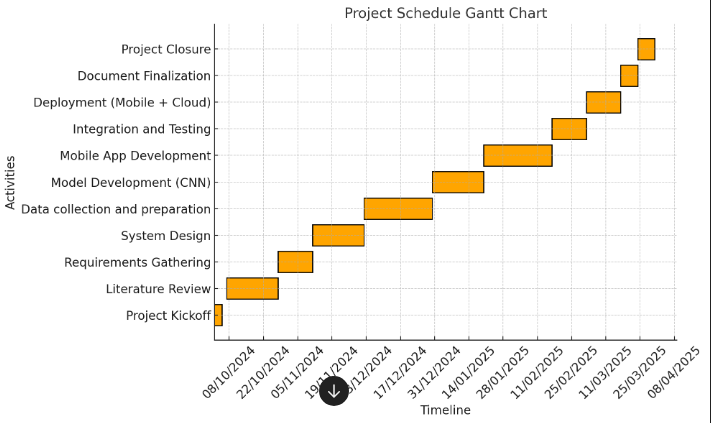 Project Schedule Gantt Chart
Activities
Project Closure
Document Finalization
Deployment (Mobile + Cloud)
Integration and Testing
Mobile App Development
Model Development (CNN)
Data collection and preparation
System Design
Requirements Gathering
Literature Review
Project Kickoff
08/10/2024
22/10/2024
05/11/2024
19/11/2024
/12/2024
17/12/2024
31/12/2024
14/01/2025
28/01/2025
11/02/2025
25/02/2025
11/03/2025
25/03/2025
08/04/2025
Timeline